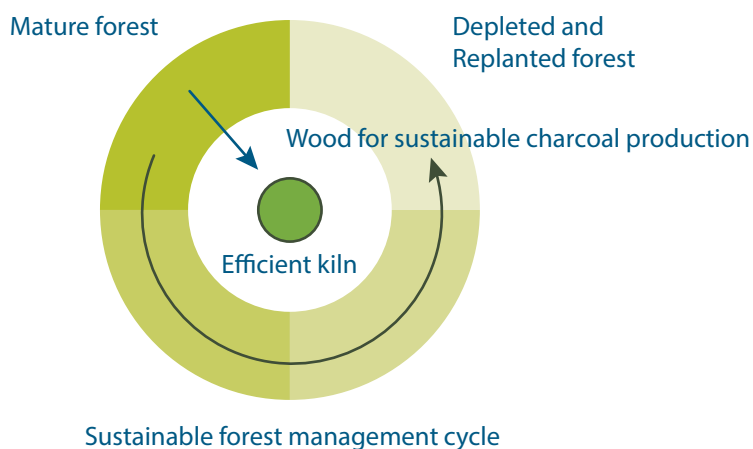 Mature forest
Depleted and
Replanted forest
Wood for sustainable charcoal production
Efficient kiln
Sustainable forest management cycle